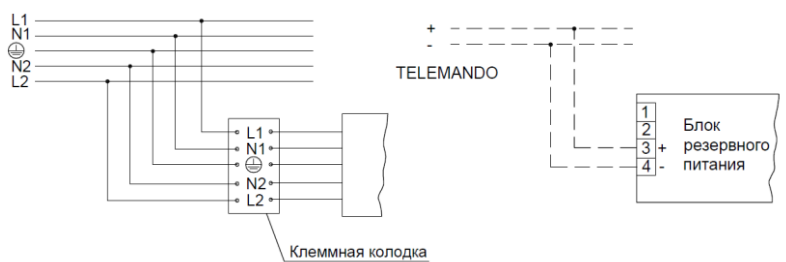 L1
N1
N2
L2
L1
N1
N2
L2
Клеммная колодка
+
-
TELEMANDO
1
2
3 +
4 -
Блок
резервного
питания